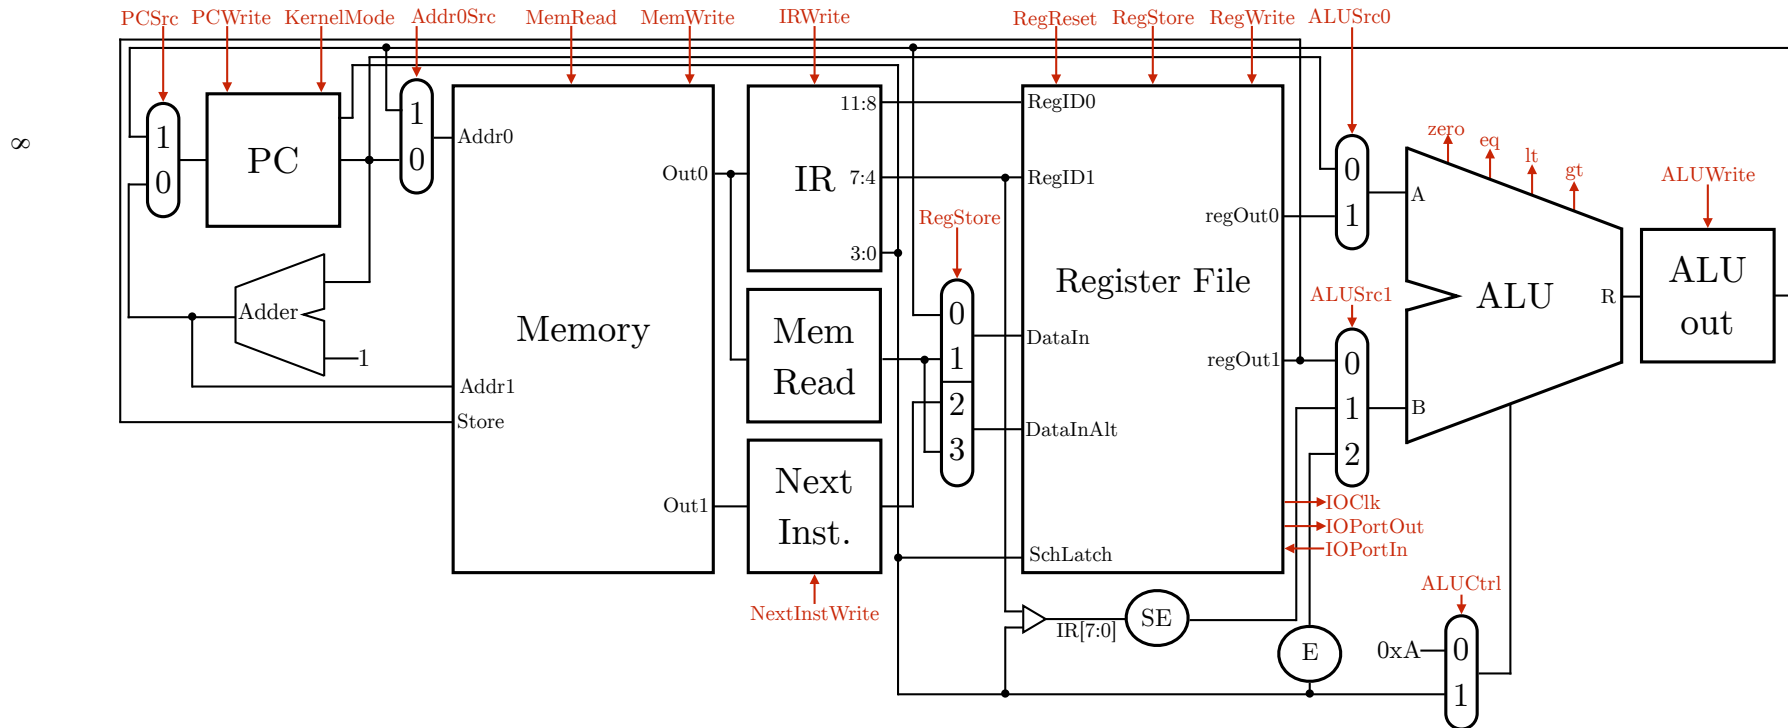 PCSrc PCWrite KernelMode Addr0Src MemRead MemWrite IRWrite RegReset RegStore RegWrite ALUSrc0
∞
1
0
PC
1
0
Addr0
Out0
Memory
Addr1
Store
Out1
Adder
1
11:8
IR
7:4
3:0
Mem
Read
Next
Inst.
NextInstWrite
RegStore
0
1
2
3
RegID0
RegID1
regOut0
Register File
DataIn
regOut1
DataInAlt
SchLatch
IOClk
IOPortOut
IOPortIn
IR[7:0]
SE
E
0
1
ALUSrc1
0
1
2
zero
eq
lt
gt
A
ALU
R
B
ALUWrite
ALU
out
ALUCtrl
0xA
0
1